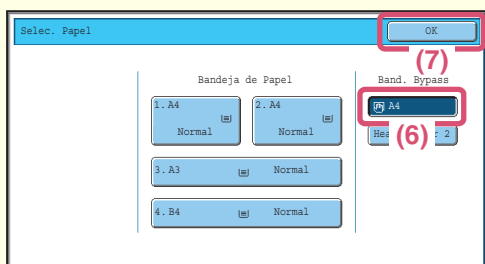 Selec. Papel
OK
(7)
Bandeja de Papel
Band. Bypass
1. A4
Normal
2. A4
Normal
A4
(6)
3. A3 Normal
4. B4 Normal